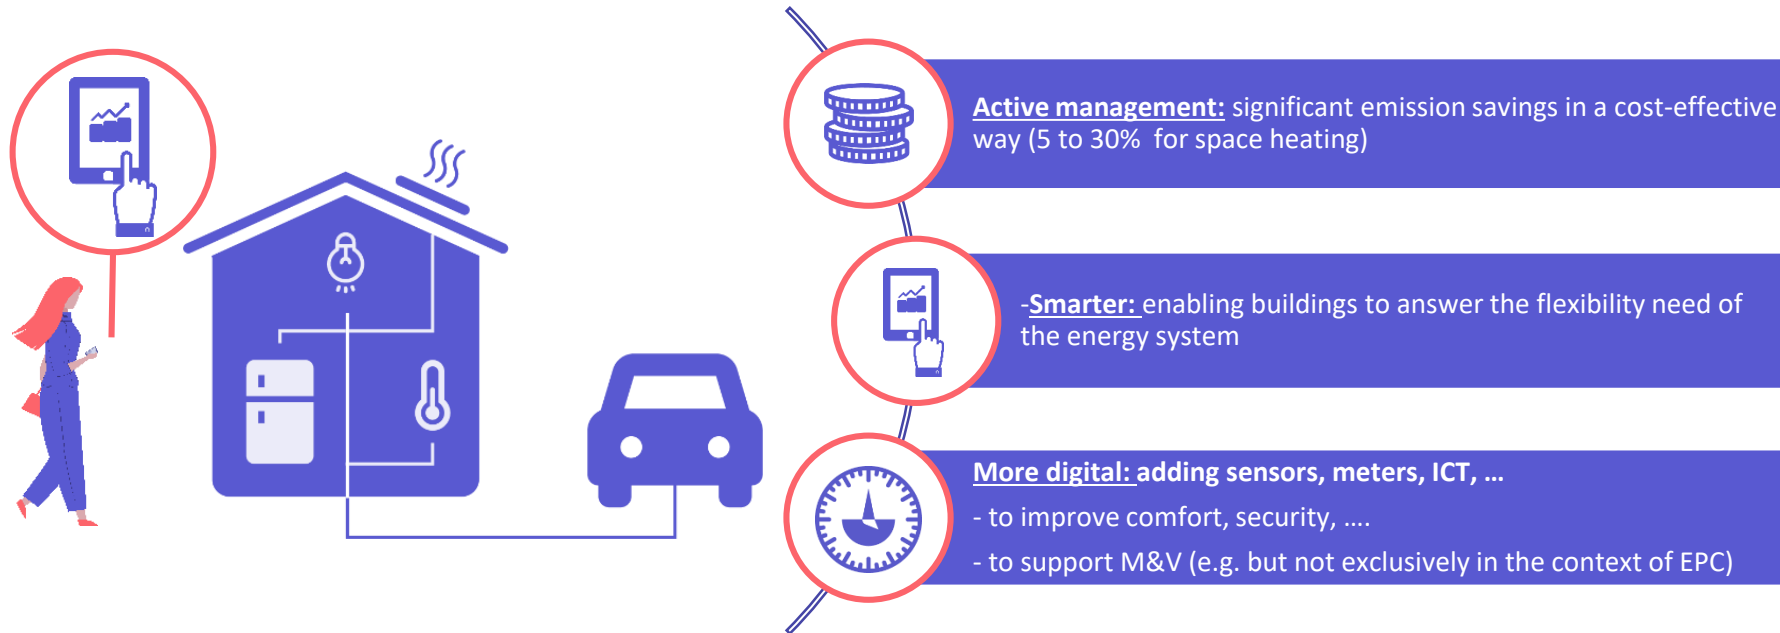 Active management: significant emission savings in a cost-effective
way (5 to 30%  for space heating)
-Smarter: enabling buildings to answer the flexibility need of
the energy system
More digital: adding sensors, meters, ICT, …
- to improve comfort, security, ….
- to support M&V (e.g. but not exclusively in the context of EPC)